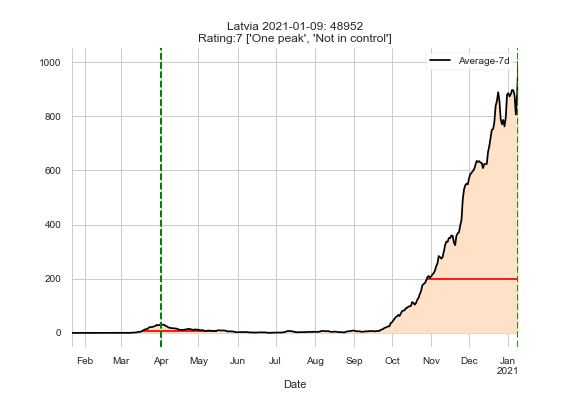 Latvia 2021-01-09: 48952
Rating:7 ['One peak', 'Not in control']
Average-7d
1000
800
600
400
200
0
Feb Mar Apr May Jun Jul Aug Sep Oct Nov Dec Jan
2021
Date